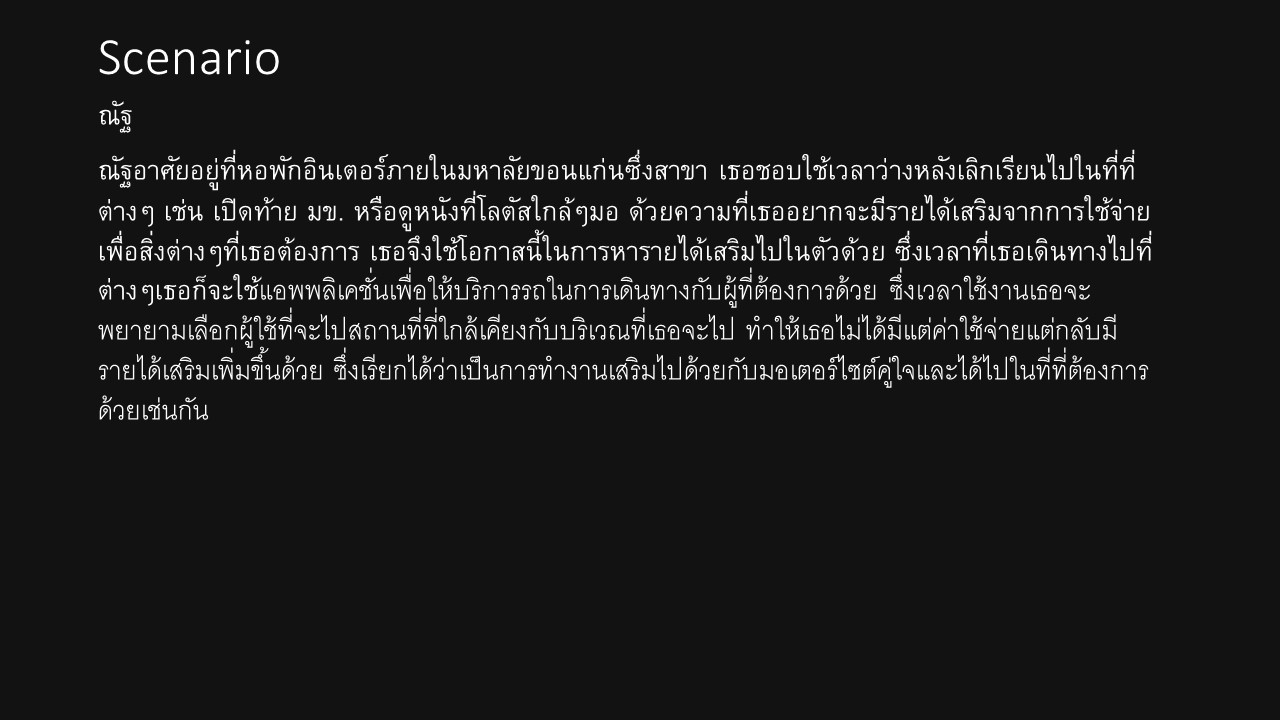 Scenario
ณัฐ
ณัฐอาศัยอยู่ที่หอพักอินเตอร์ภายในมหาลัยขอนแก่นซึ่งสาขา เธอชอบใช้เวลาว่างหลังเลิกเรียนไปในที่ที่
ต่างๆ เช่น เปิดท้าย มข. หรือดูหนังที่โลตัสใกล้ๆมอ ด้วยความที่เธออยากจะมีรายได้เสริมจากการใช้จ่าย
เพื่อสิ่งต่างๆที่เธอต้องการ เธอจึงใช้โอกาสนี้ในการหารายได้เสริมไปในตัวด้วย ซึ่งเวลาที่เธอเดินทางไปที่
ต่างๆเธอก็จะใช้แอพพลิเคชั่นเพื่อให้บริการรถในการเดินทางกับผู้ที่ต้องการด้วย ซึ่งเวลาใช้งานเธอจะ
พยายามเลือกผู้ใช้ที่จะไปสถานที่ที่ใกล้เคียงกับบริเวณที่เธอจะไป ทำให้เธอไม่ได้มีแต่ค่าใช้จ่ายแต่กลับมี
รายได้เสริมเพิ่มขึ้นด้วย ซึ่งเรียกได้ว่าเป็นการทำงานเสริมไปด้วยกับมอเตอร์ไซต์คู่ใจและได้ไปในที่ที่ต้องการ
ด้วยเช่นกัน